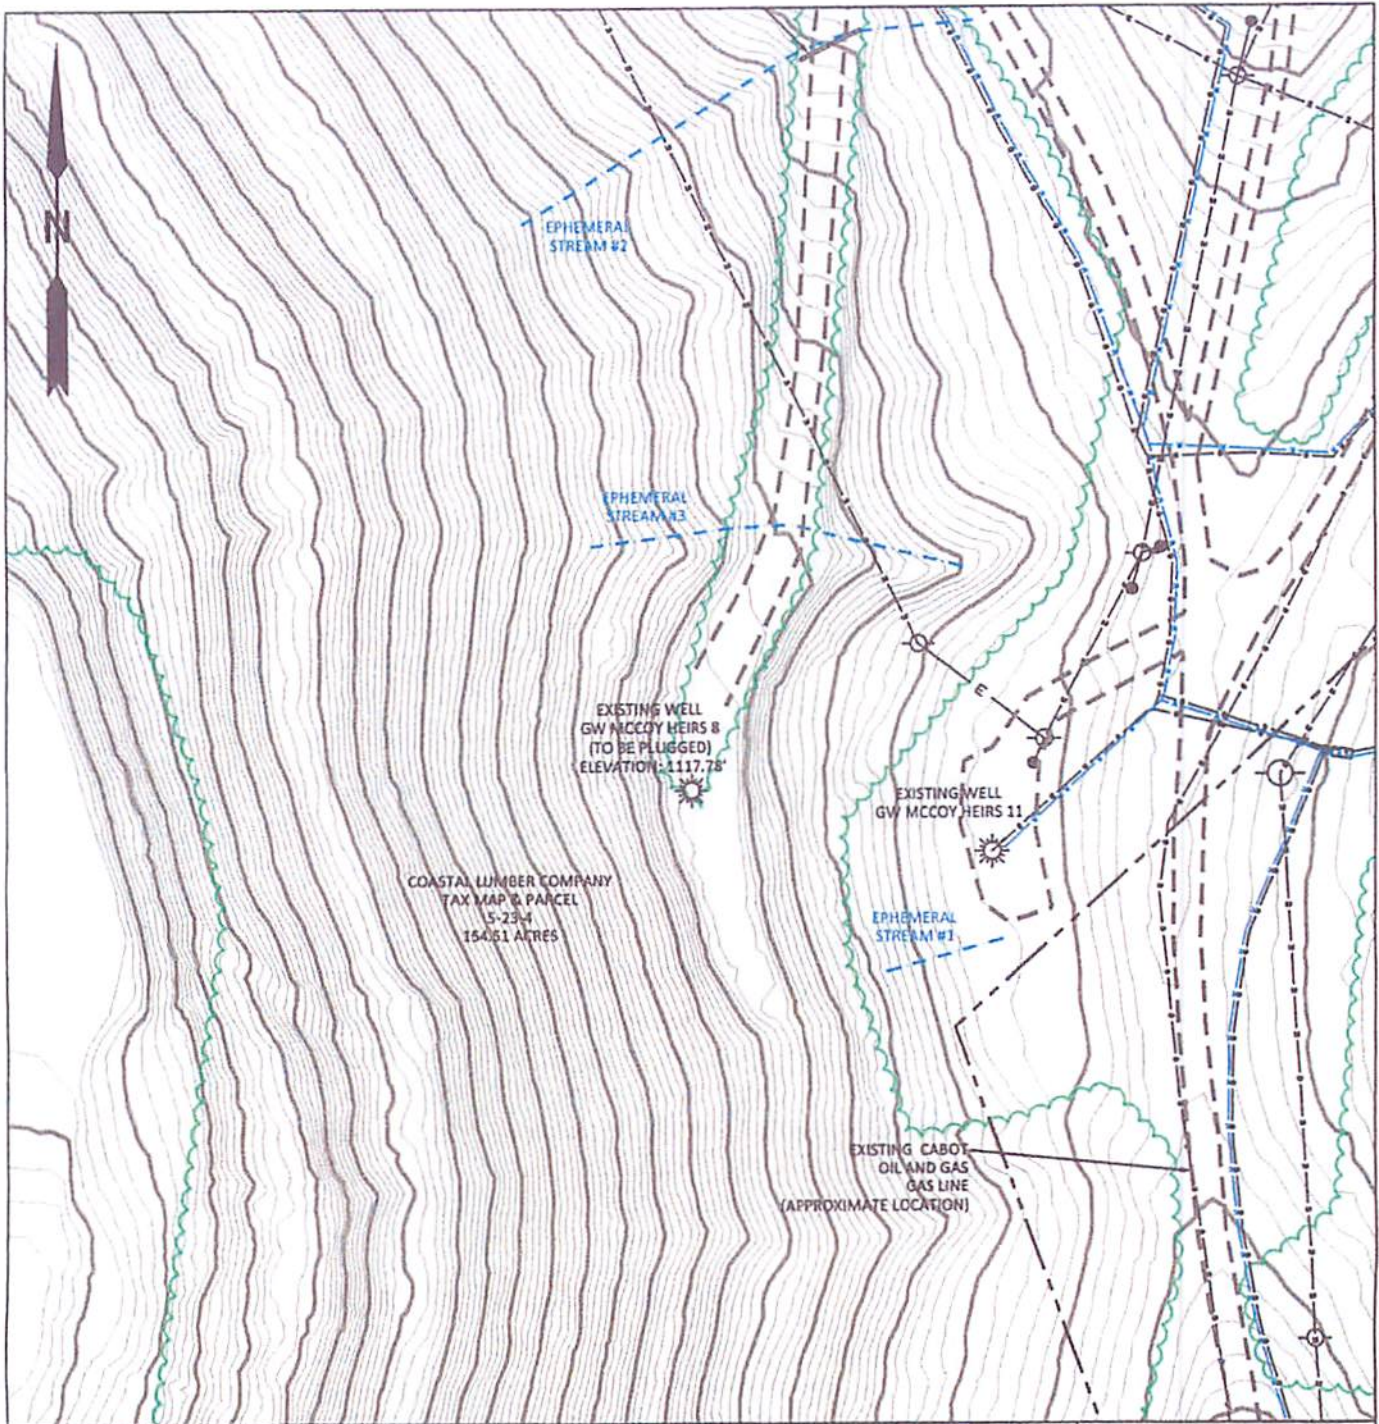 N
EPHEMERAL
STREAM #2
EPHEMERAL
STREAM #3
EXISTING WELL
GW MCCOY HEIRS 8
(TO BE PLUGGED)
ELEVATION: 1117.78'
E
EXISTING WELL
GW MCCOY HEIRS 11
COASTAL LUMBER COMPANY
TAX MAP & PARCEL
5-23-4
154.51 ACRES
EPHEMERAL
STREAM #1
EXISTING CABOT
OIL AND GAS
GAS LINE
(APPROXIMATE LOCATION)